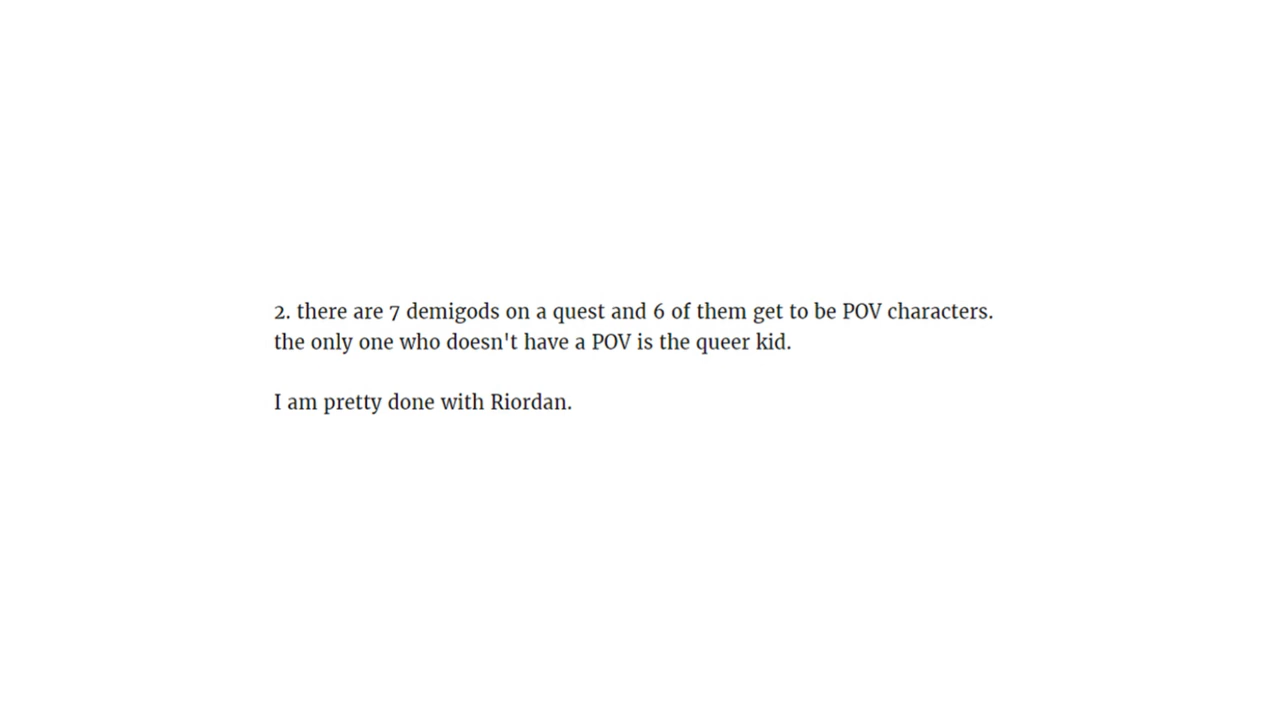 2. there are 7 demigods on a quest and 6 of them get to be POV characters.
the only one who doesn't have a POV is the queer kid.
I am pretty done with Riordan.